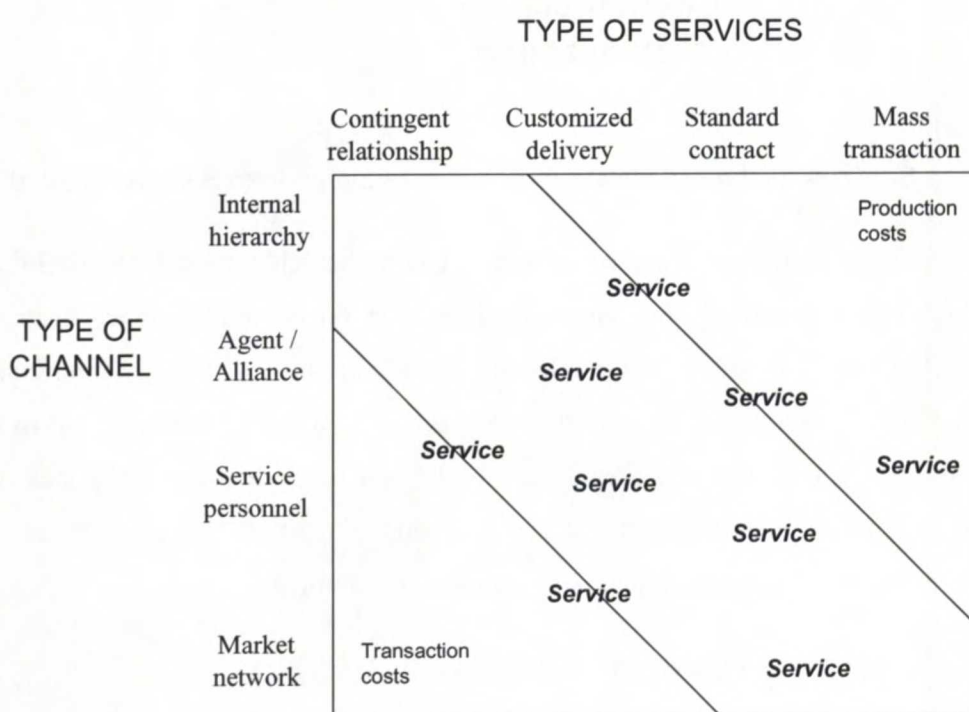 TYPE OF SERVICES
Contingent
relationship
Customized
delivery
Standard
contract
Mass
transaction
Internal
hierarchy
Production
costs
Service
TYPE OF
CHANNEL
Agent /
Alliance
Service
Service
Service
Service
Service
personnel
Service
Service
Service
Market
network
Transaction
costs
Service